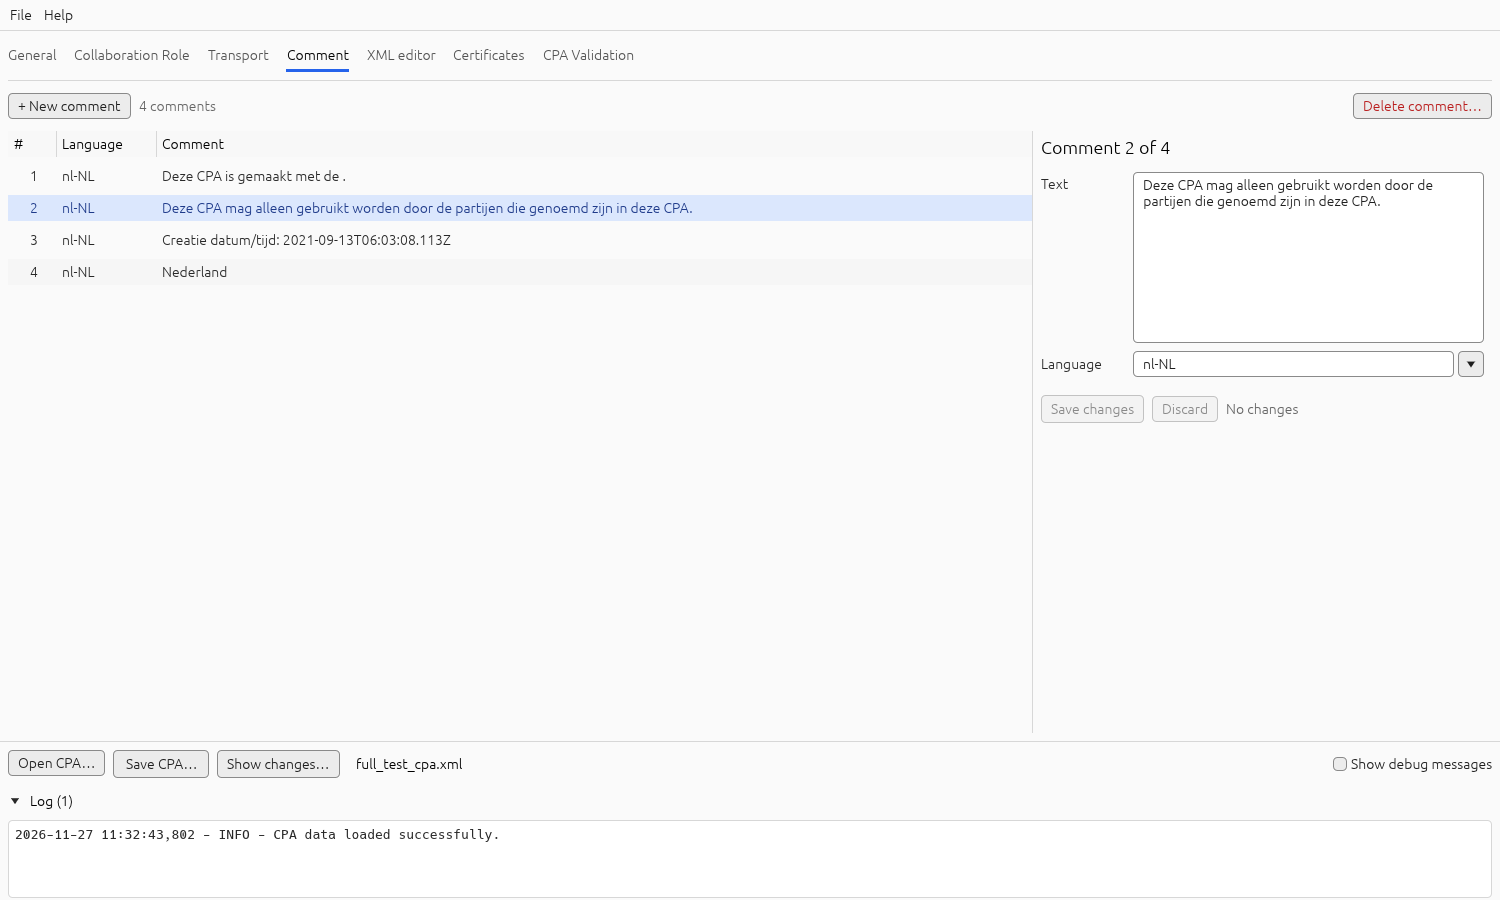 File Help
General Collaboration Role Transport Comment XML editor Certificates CPA Validation
+ New comment 4 comments Delete comment...
# Language Comment
1 nl-NL Deze CPA is gemaakt met de .
2 nl-NL Deze CPA mag alleen gebruikt worden door de partijen die genoemd zijn in deze CPA.
3 nl-NL Creatie datum/tijd: 2021-09-13T06:03:08.113Z
4 nl-NL Nederland
Comment 2 of 4
Text Deze CPA mag alleen gebruikt worden door de
partijen die genoemd zijn in deze CPA.
Language nl-NL
Save changes Discard No changes
Open CPA... Save CPA... Show changes... full_test_cpa.xml Show debug messages
Log (1)
2026-11-27 11:32:43,802 - INFO - CPA data loaded successfully.